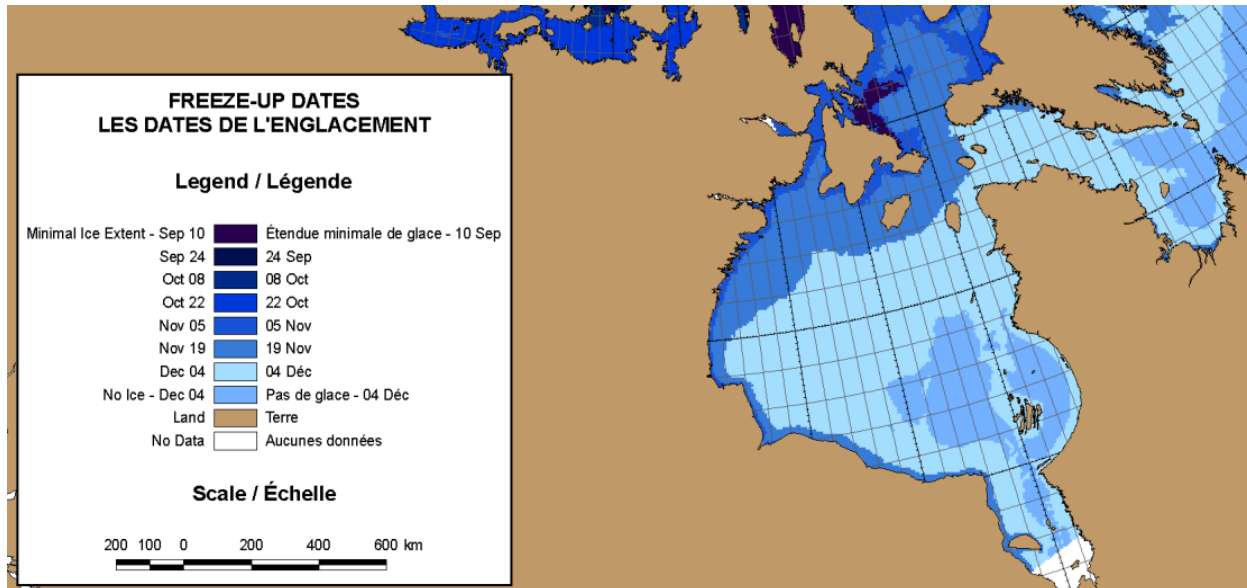 FREEZE-UP DATES
LES DATES DE L'ENGLACEMENT
Legend / Légende
Minimal Ice Extent - Sep 10 Étendue minimale de glace - 10 Sep
Sep 24 24 Sep
Oct 08 08 Oct
Oct 22 22 Oct
Nov 05 05 Nov
Nov 19 19 Nov
Dec 04 04 Déc
No Ice - Dec 04 Pas de glace - 04 Déc
Land Terre
No Data Aucunes données
Scale / Échelle
200 100 0 200 400 600 km